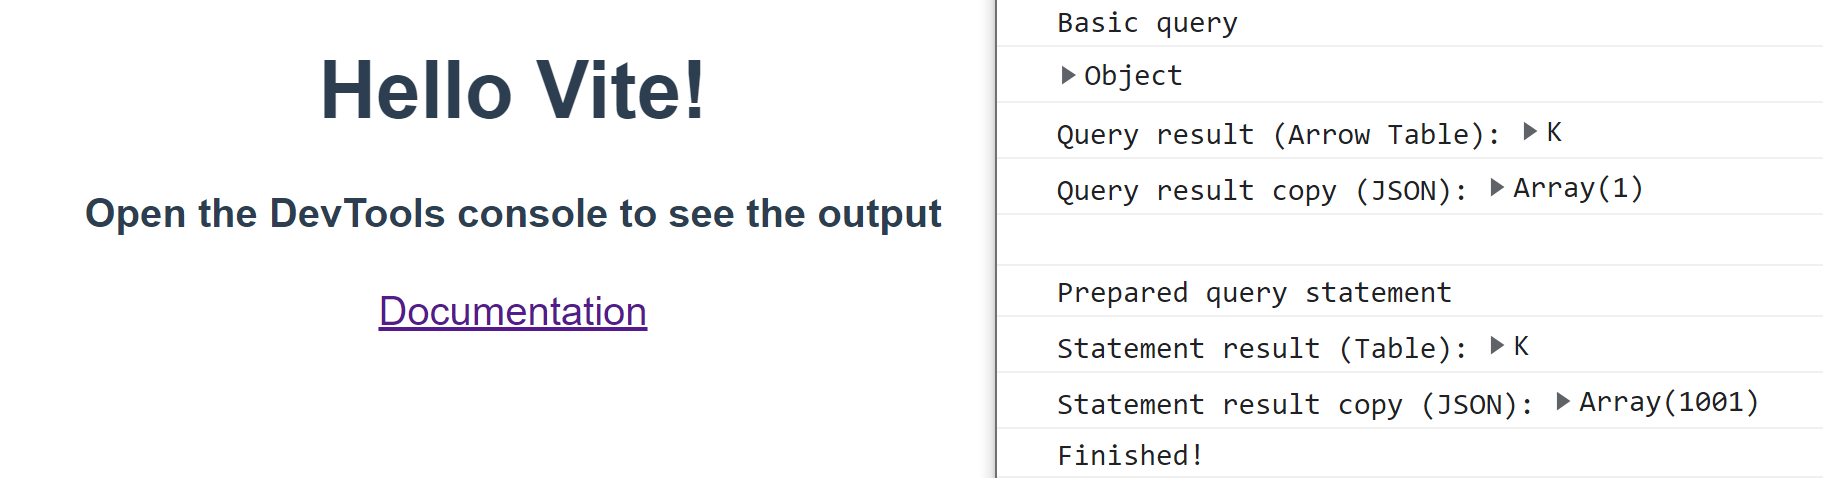 Hello Vite!
Open the DevTools console to see the output
Documentation
Basic query
Object
Query result (Arrow Table): K
Query result copy (JSON): Array(1)
Prepared query statement
Statement result (Table): K
Statement result copy (JSON): Array(1001)
Finished!